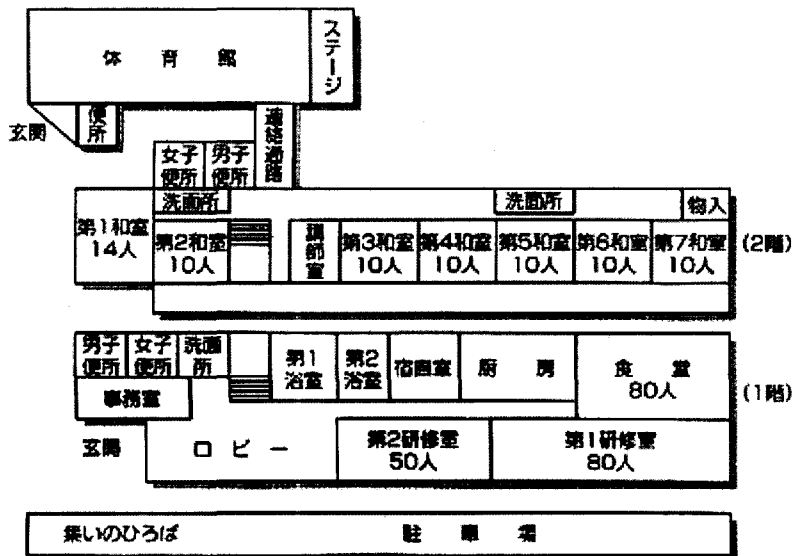 体育館
ステージ
玄関
便所
連絡通路
女子便所
男子便所
洗面所
洗面所
物入
第1和室
14人
第2和室
10人
講師室
第3和室
10人
第4和室
10人
第5和室
10人
第6和室
10人
第7和室
10人
(2階)
男子便所
女子便所
洗面所
第1浴室
第2浴室
宿直室
厨房
食堂
80人
(1階)
事務室
玄関
ロビー
第2研修室
50人
第1研修室
80人
集いのひろば
駐車場